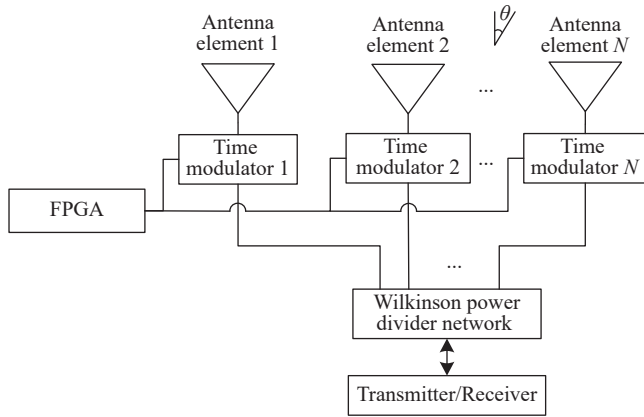 Antenna
element 1
Antenna
element 2
θ
Antenna
element N
...
Time
modulator 1
Time
modulator 2
...
Time
modulator N
FPGA
...
Wilkinson power
divider network
Transmitter/Receiver